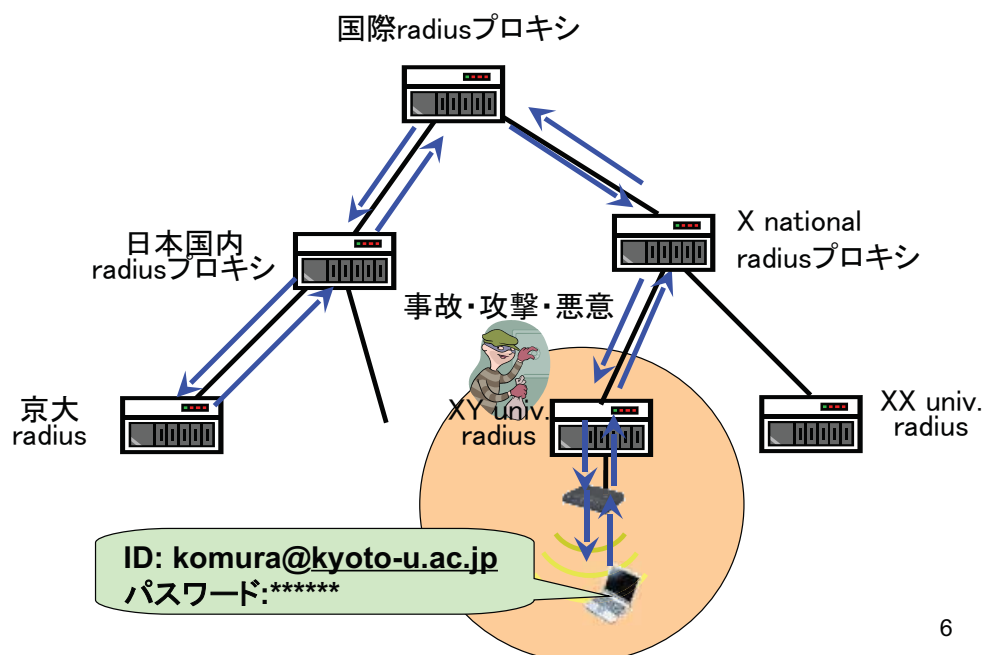 国際radiusプロキシ
日本国内
radiusプロキシ
X national
radiusプロキシ
事故・攻撃・悪意
京大
radius
XY univ.
radius
XX univ.
radius
ID: komura@kyoto-u.ac.jp
パスワード:******
6